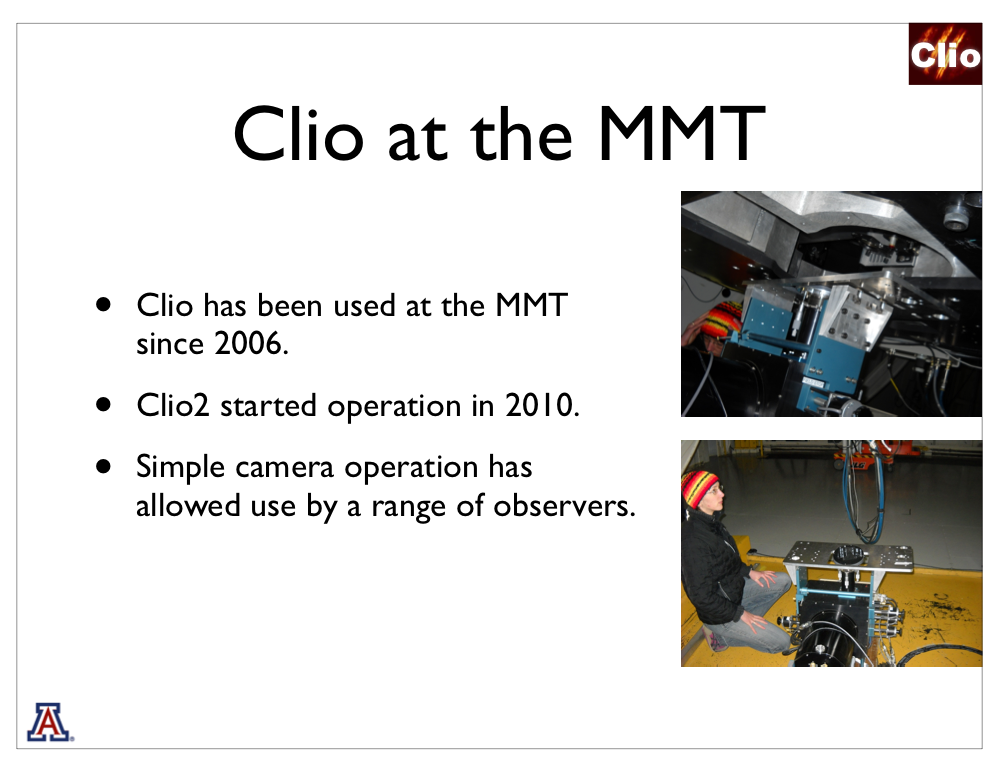 Clio
Clio at the MMT
• Clio has been used at the MMT
since 2006.
• Clio2 started operation in 2010.
• Simple camera operation has
allowed use by a range of observers.
A